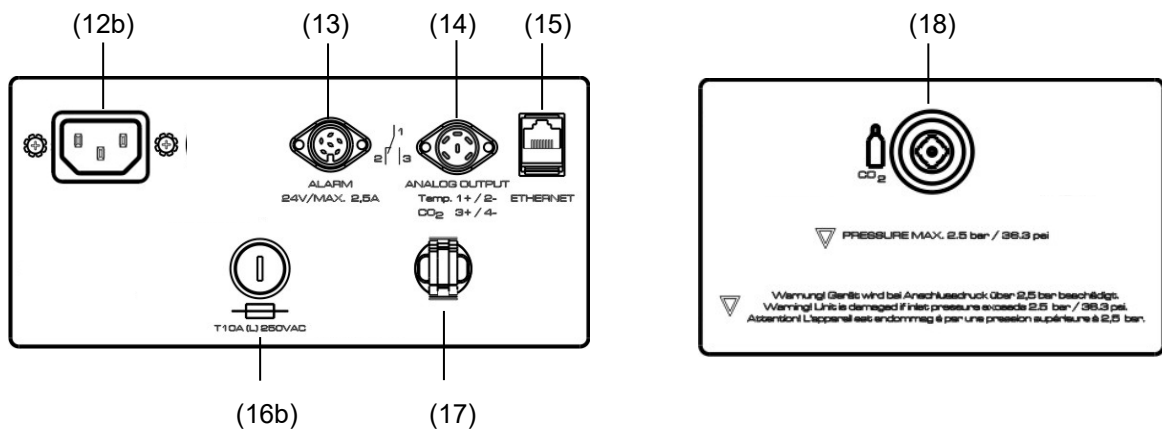 (12b) (13) (14) (15) (18)
1
2 3
ALARM
24V/MAX. 2,5A
ANALOG OUTPUT
Temp. 1+ / 2-
CO2 3+ / 4-
ETHERNET
T10A (L) 250VAC
(16b) (17)
CO2
PRESSURE MAX. 2.5 bar / 36.3 psi
Warnung! Gerät wird bei Anschlussdruck über 2,5 bar beschädigt.
Warning! Unit is damaged if inlet pressure exceeds 2.5 bar / 36.3 psi.
Attention! L'appareil est endommag é par une pression supérieure à 2,5 bar.